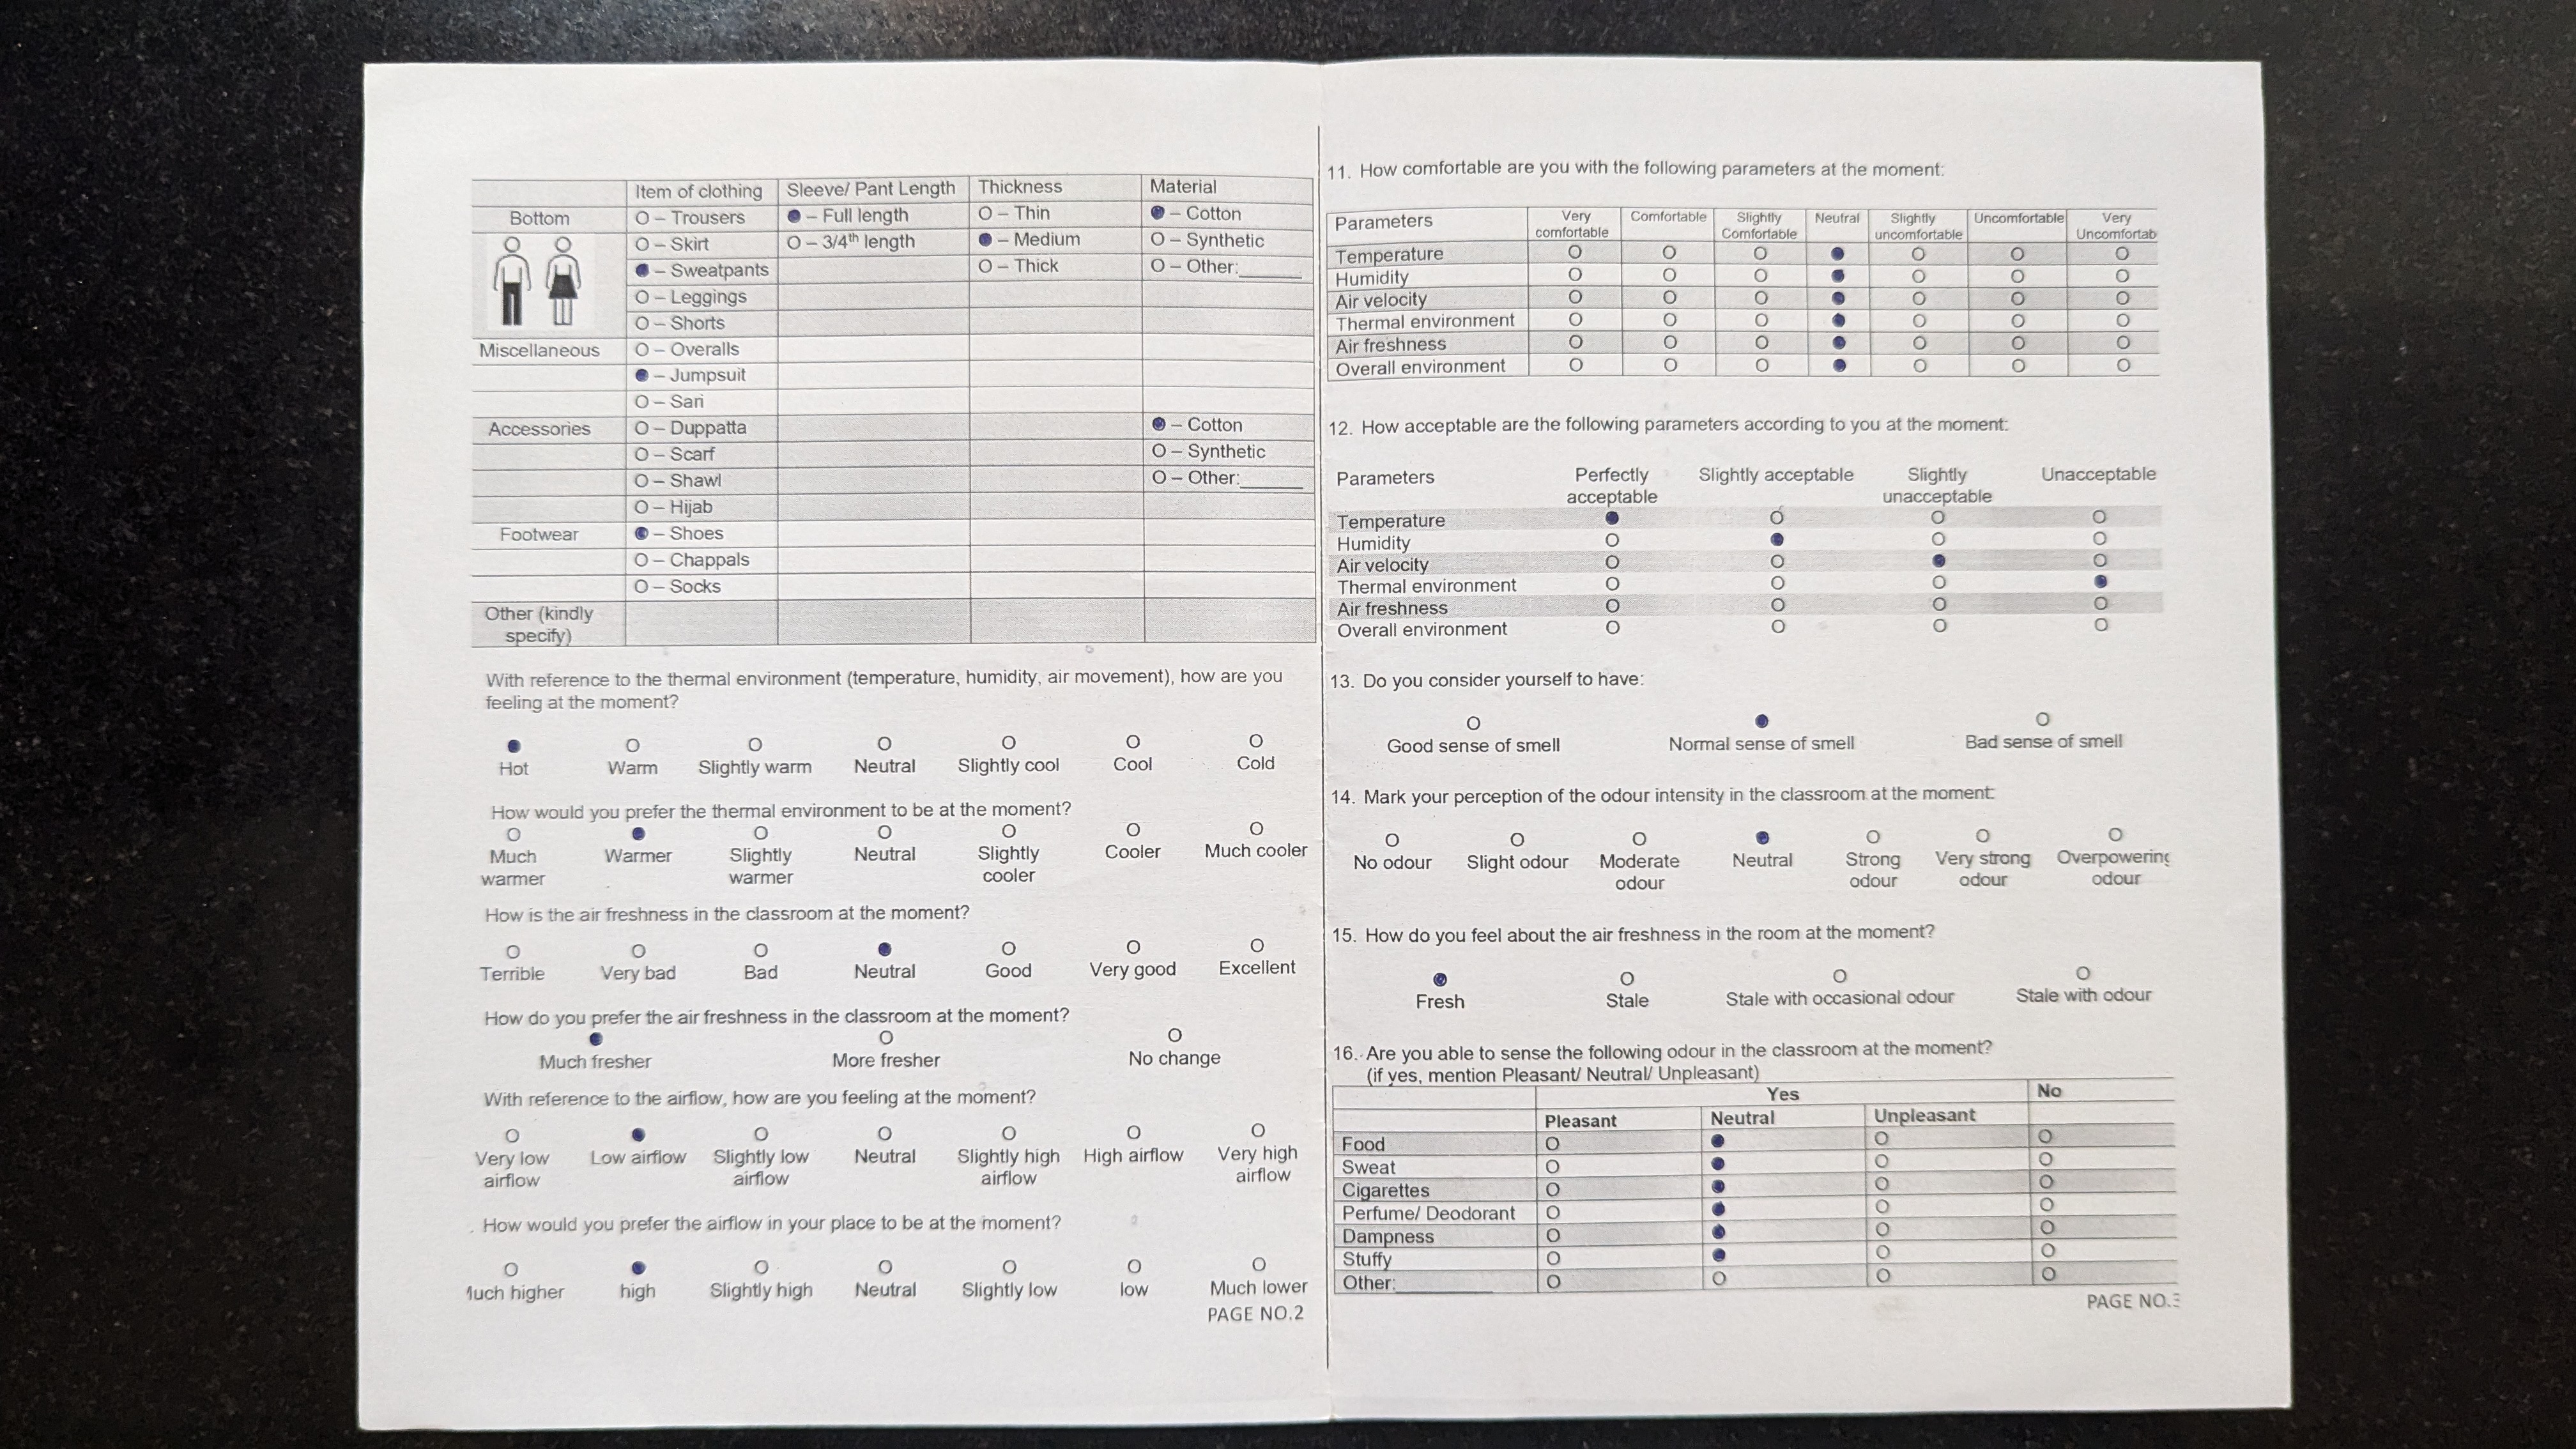 Item of clothing Sleeve/ Pant Length Thickness Material
Bottom O – Trousers ● – Full length O – Thin ● – Cotton
O – Skirt O – 3/4th length ● – Medium O – Synthetic
● – Sweatpants O – Thick O – Other:______
O – Leggings
O – Shorts
Miscellaneous O – Overalls
● – Jumpsuit
O – Sari
Accessories O – Duppatta ● – Cotton
O – Scarf O – Synthetic
O – Shawl O – Other:______
O – Hijab
Footwear ● – Shoes
O – Chappals
O – Socks
Other (kindly
specify)
With reference to the thermal environment (temperature, humidity, air movement), how are you
feeling at the moment?
● O O O O O O
Hot Warm Slightly warm Neutral Slightly cool Cool Cold
How would you prefer the thermal environment to be at the moment?
O ● O O O O O
Much Warmer Slightly Neutral Slightly Cooler Much cooler
warmer warmer cooler
How is the air freshness in the classroom at the moment?
O O O ● O O O
Terrible Very bad Bad Neutral Good Very good Excellent
How do you prefer the air freshness in the classroom at the moment?
● O O
Much fresher More fresher No change
With reference to the airflow, how are you feeling at the moment?
O ● O O O O O
Very low Low airflow Slightly low Neutral Slightly high High airflow Very high
airflow airflow airflow airflow
. How would you prefer the airflow in your place to be at the moment?
O ● O O O O O
Much higher high Slightly high Neutral Slightly low low Much lower
PAGE NO.2
11. How comfortable are you with the following parameters at the moment:
Parameters Very Comfortable Slightly Neutral Slightly Uncomfortable Very
comfortable Comfortable uncomfortable Uncomfortab
Temperature O O O ● O O O
Humidity O O O ● O O O
Air velocity O O O ● O O O
Thermal environment O O O ● O O O
Air freshness O O O ● O O O
Overall environment O O O ● O O O
12. How acceptable are the following parameters according to you at the moment:
Parameters Perfectly Slightly acceptable Slightly Unacceptable
acceptable unacceptable
Temperature ● O O O
Humidity O ● O O
Air velocity O O ● O
Thermal environment O O O ●
Air freshness O O O O
Overall environment O O O O
13. Do you consider yourself to have:
O ● O
Good sense of smell Normal sense of smell Bad sense of smell
14. Mark your perception of the odour intensity in the classroom at the moment:
O O O ● O O O
No odour Slight odour Moderate Neutral Strong Very strong Overpowering
odour odour odour odour
15. How do you feel about the air freshness in the room at the moment?
● O O O
Fresh Stale Stale with occasional odour Stale with odour
16. Are you able to sense the following odour in the classroom at the moment?
(if yes, mention Pleasant/ Neutral/ Unpleasant)
Yes No
Pleasant Neutral Unpleasant
Food O ● O O
Sweat O ● O O
Cigarettes O ● O O
Perfume/ Deodorant O ● O O
Dampness O ● O O
Stuffy O ● O O
Other:_________ O O O O
PAGE NO.3